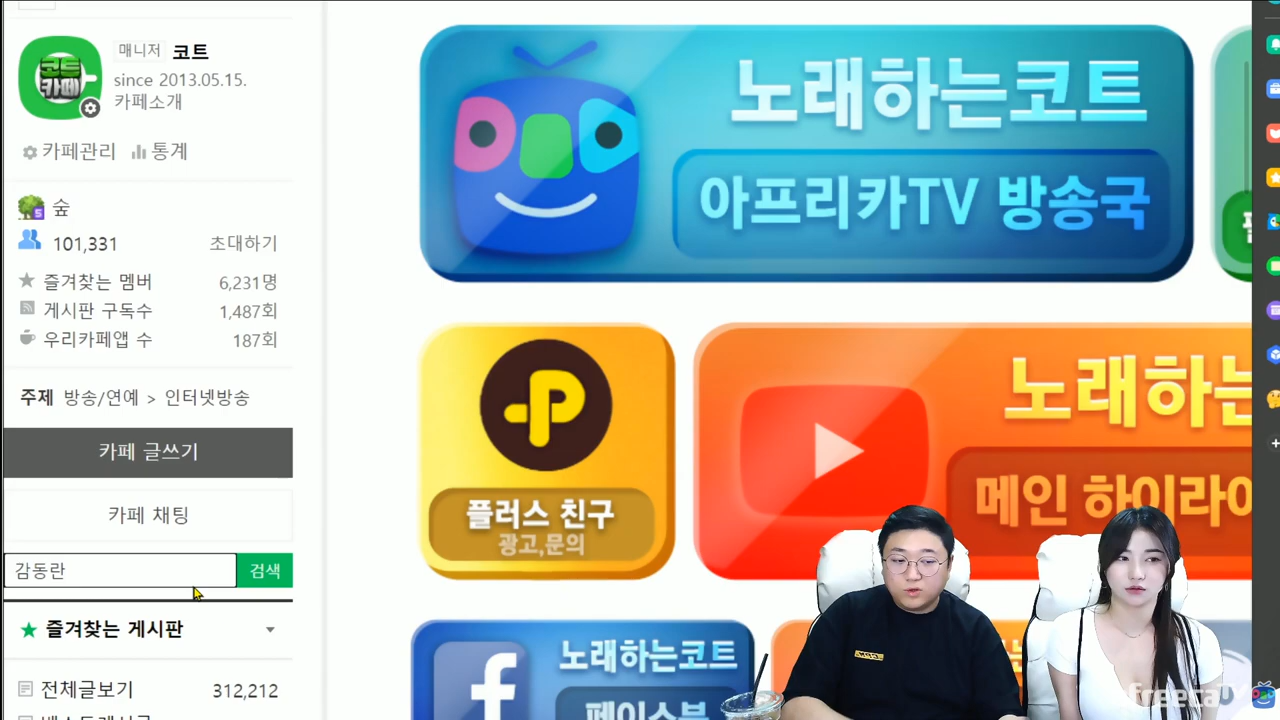 코트
카페
매니저 코트
since 2013.05.15.
카페소개
카페관리 통계
5 숲
101,331 초대하기
즐겨찾는 멤버 6,231명
게시판 구독수 1,487회
우리카페앱 수 187회
주제 방송/연예 > 인터넷방송
카페 글쓰기
카페 채팅
감동란 검색
즐겨찾는 게시판
전체글보기 312,212
노래하는코트
아프리카TV 방송국
플러스 친구
광고,문의
노래하는
메인 하이라이
노래하는코트
페이스북
freecaTV